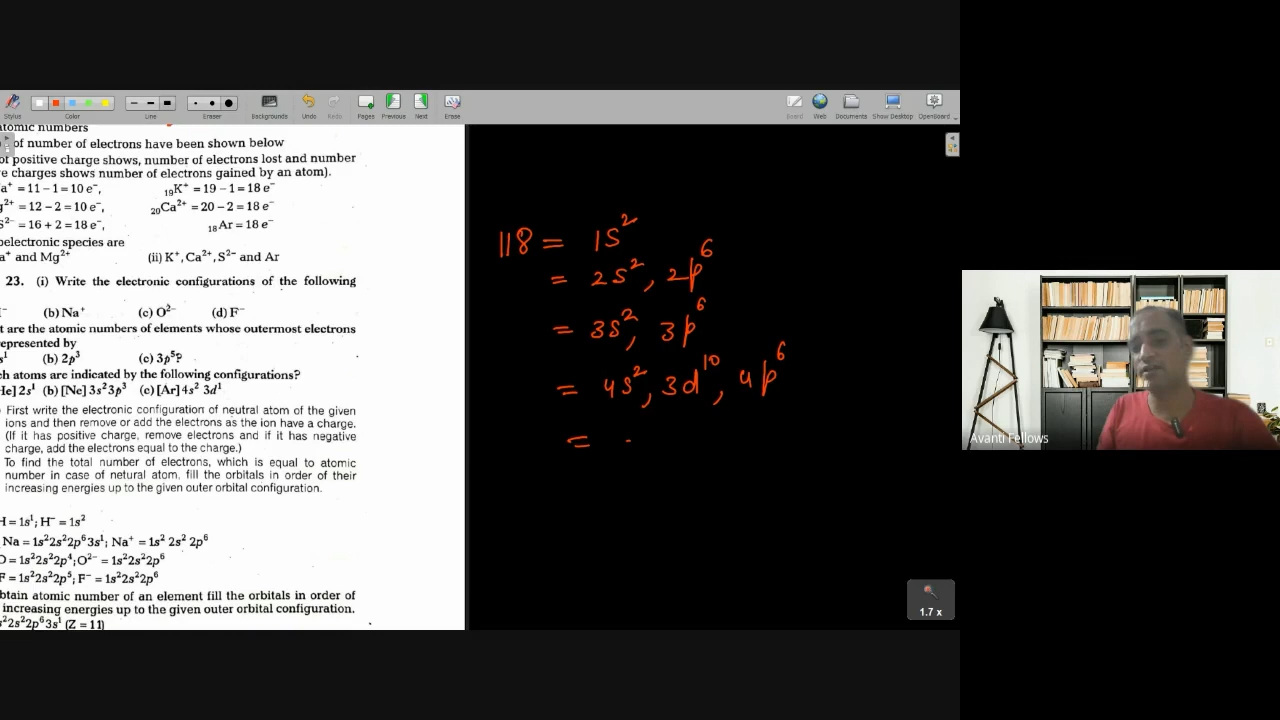 Stylus Color Line Eraser Backgrounds Undo Redo Pages Previous Next Erase Board Web Documents Show Desktop OpenBoard
atomic numbers
of number of electrons have been shown below
of positive charge shows, number of electrons lost and number
e charges shows number of electrons gained by an atom).
a⁺ = 11 − 1 = 10 e⁻, ₁₉K⁺ = 19 − 1 = 18 e⁻
g²⁺ = 12 − 2 = 10 e⁻, ₂₀Ca²⁺ = 20 − 2 = 18 e⁻
S²⁻ = 16 + 2 = 18 e⁻, ₁₈Ar = 18 e⁻
oelectronic species are
a⁺ and Mg²⁺ (ii) K⁺, Ca²⁺, S²⁻ and Ar
23. (i) Write the electronic configurations of the following
(b) Na⁺ (c) O²⁻ (d) F⁻
t are the atomic numbers of elements whose outermost electrons
represented by
s¹ (b) 2p³ (c) 3p⁵?
ch atoms are indicated by the following configurations?
He] 2s¹ (b) [Ne] 3s² 3p³ (c) [Ar] 4s² 3d¹
First write the electronic configuration of neutral atom of the given
ions and then remove or add the electrons as the ion have a charge.
(If it has positive charge, remove electrons and if it has negative
charge, add the electrons equal to the charge.)
To find the total number of electrons, which is equal to atomic
number in case of netural atom, fill the orbitals in order of their
increasing energies up to the given outer orbital configuration.
H = 1s¹; H⁻ = 1s²
Na = 1s²2s²2p⁶3s¹; Na⁺ = 1s² 2s² 2p⁶
O = 1s²2s²2p⁴; O²⁻ = 1s²2s²2p⁶
F = 1s²2s²2p⁵; F⁻ = 1s²2s²2p⁶
btain atomic number of an element fill the orbitals in order of
increasing energies up to the given outer orbital configuration.
s²2s²2p⁶3s¹ (Z = 11)
118 = 1s²
= 2s², 2p⁶
= 3s², 3p⁶
= 4s², 3d¹⁰, 4p⁶
=
1.7 x
Avanti Fellows